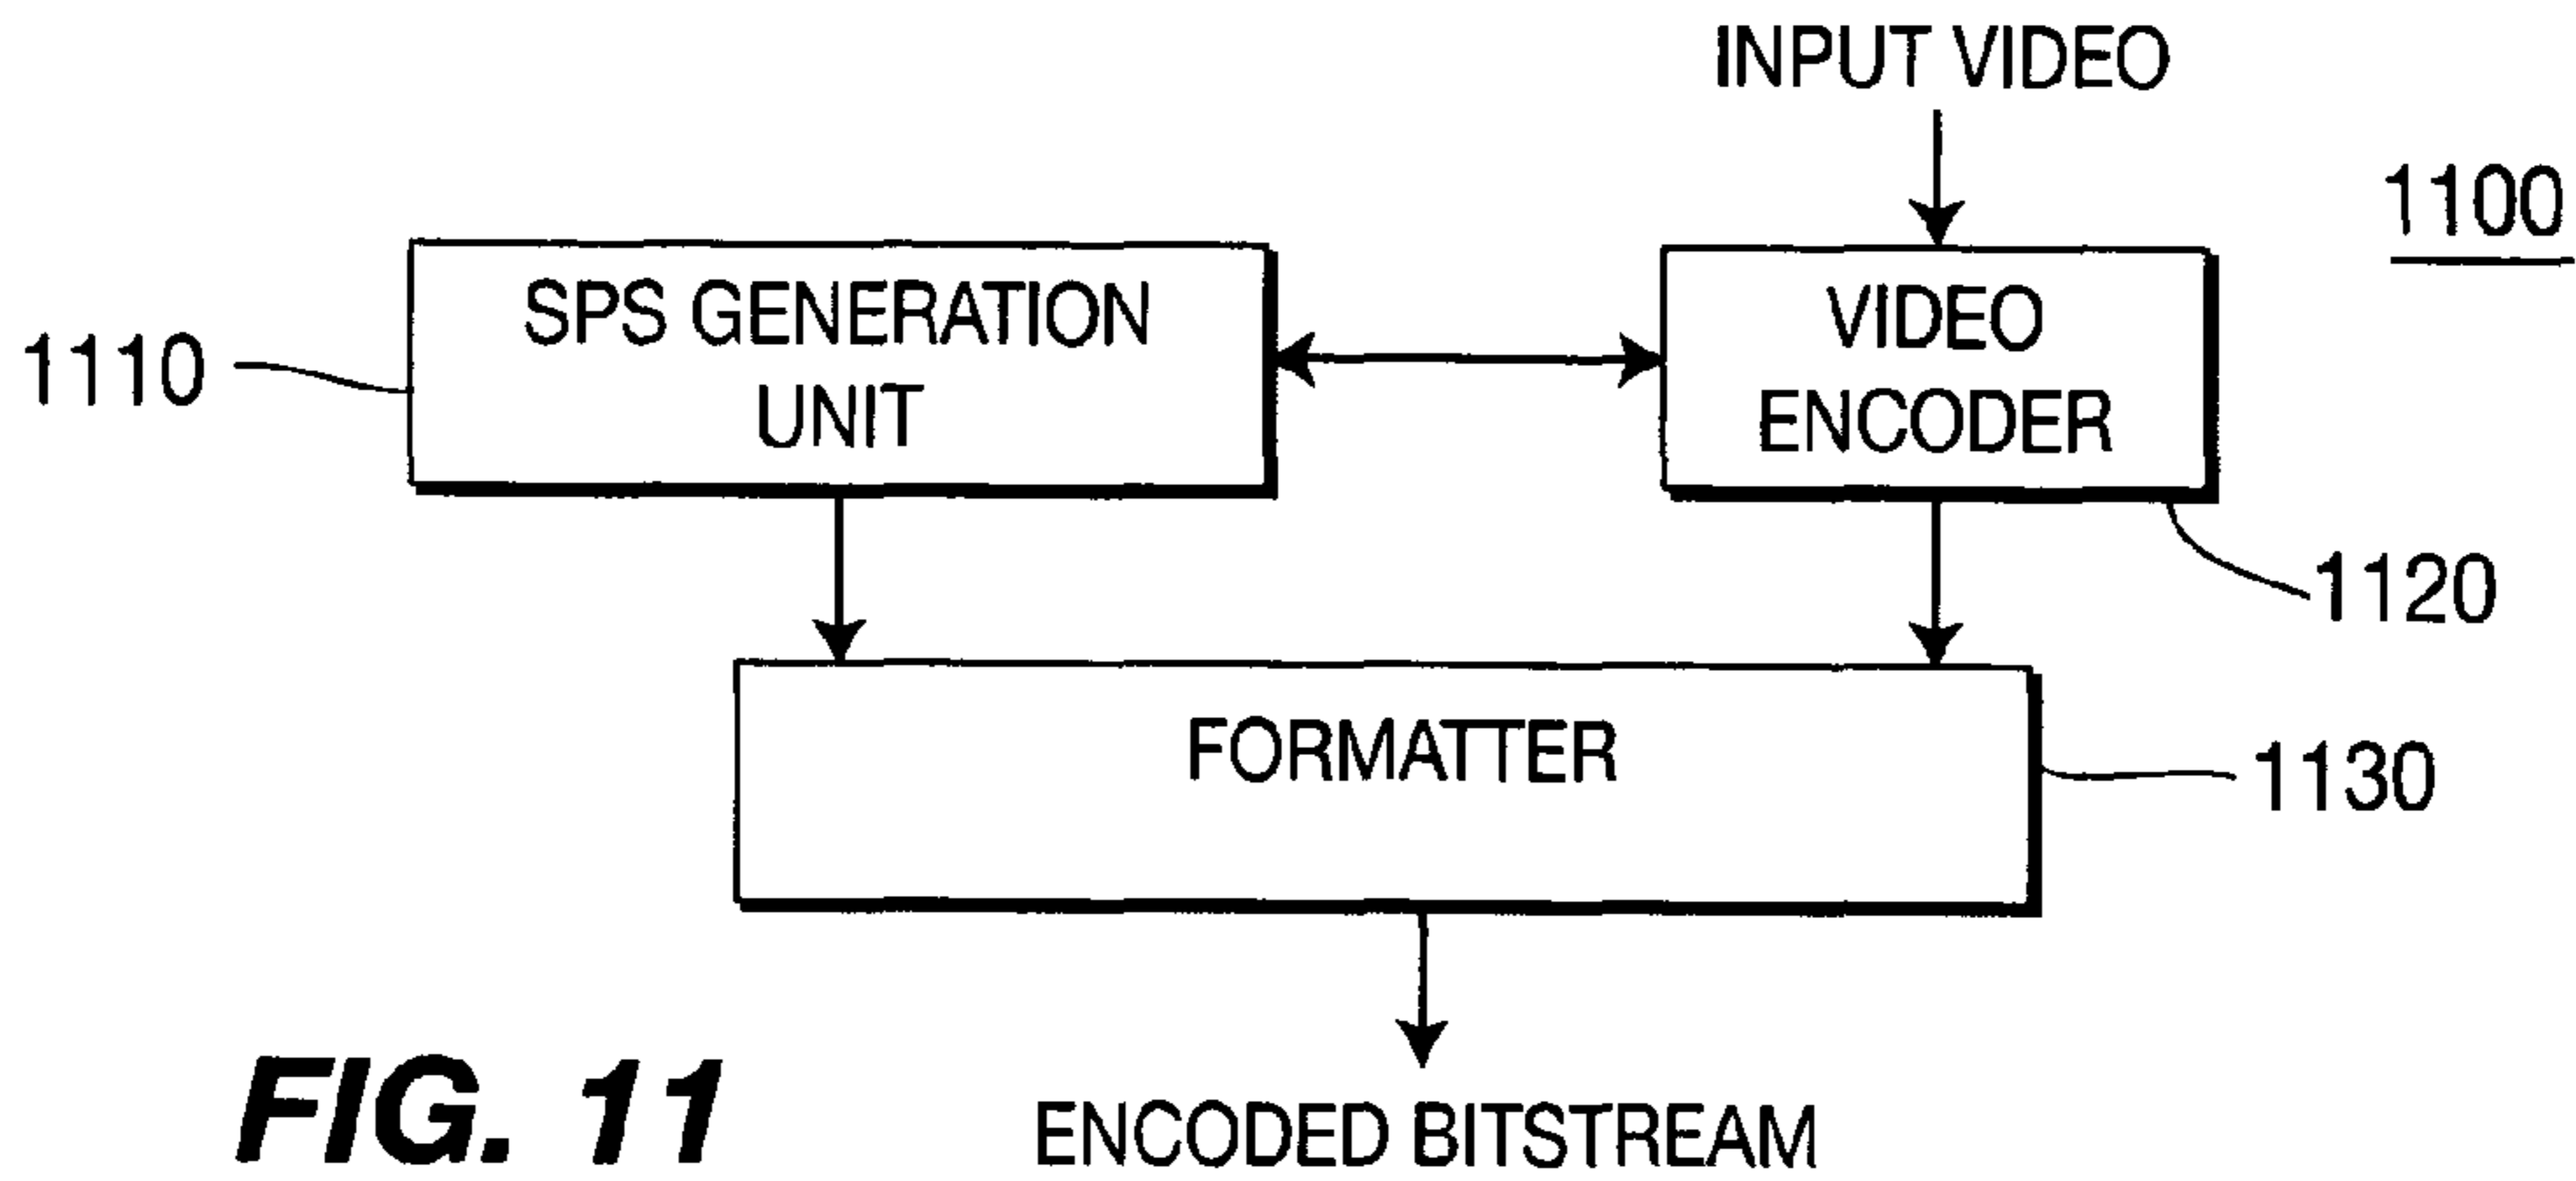 INPUT VIDEO
1100
SPS GENERATION
UNIT
1110
VIDEO
ENCODER
1120
FORMATTER
1130
ENCODED BITSTREAM
FIG. 11